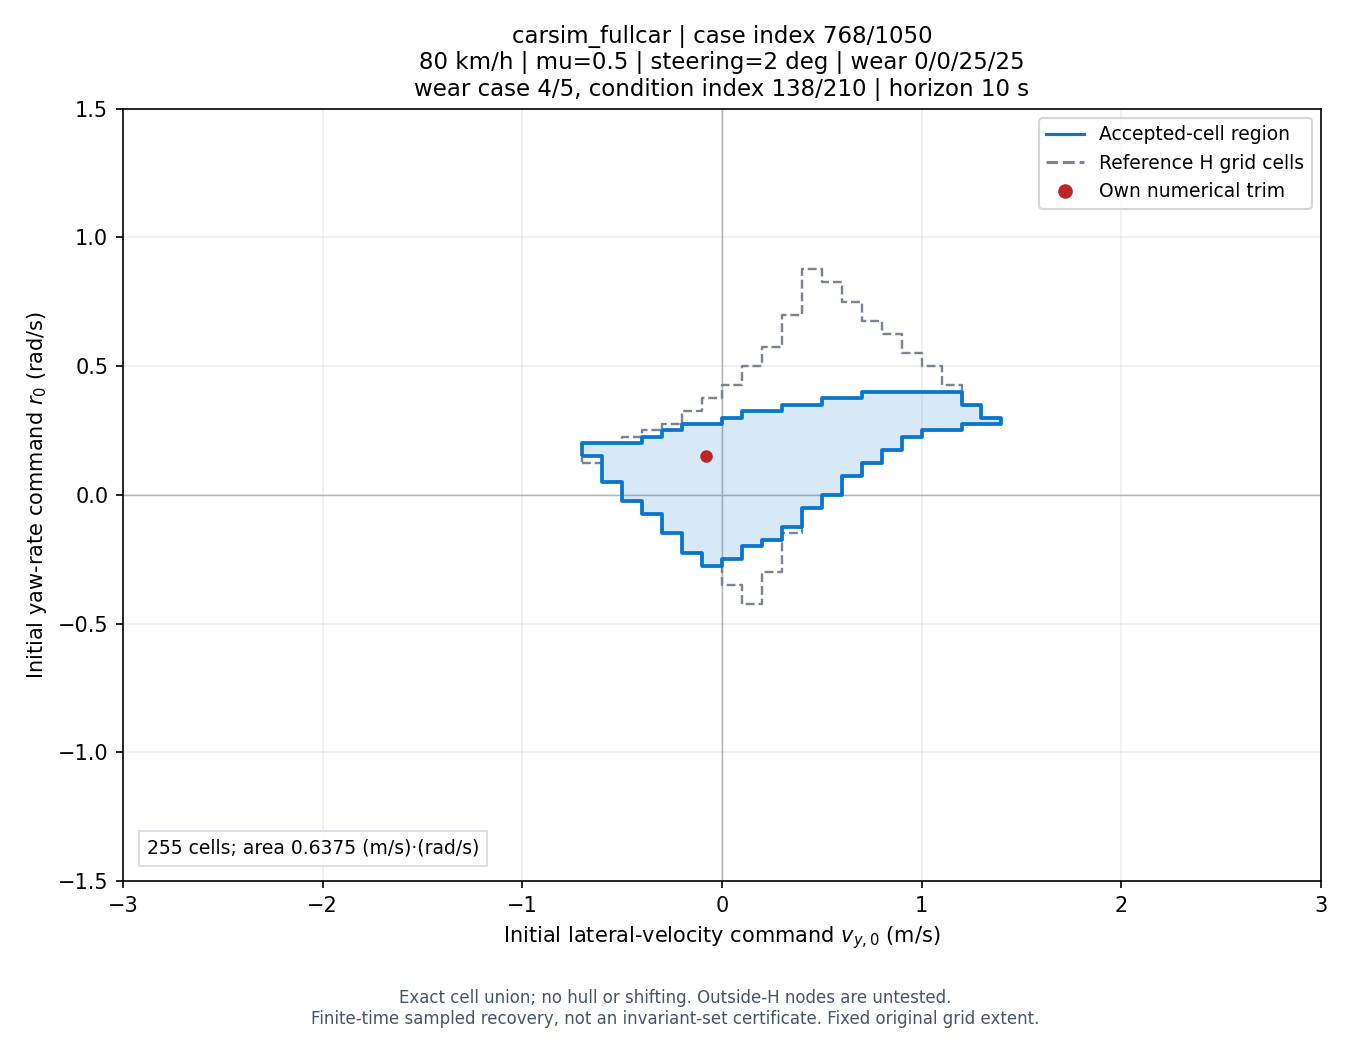 carsim_fullcar | case index 768/1050
80 km/h | mu=0.5 | steering=2 deg | wear 0/0/25/25
wear case 4/5, condition index 138/210 | horizon 10 s
Accepted-cell region
Reference H grid cells
Own numerical trim
1.5
1.0
0.5
0.0
−0.5
−1.0
−1.5
Initial yaw-rate command r0 (rad/s)
255 cells; area 0.6375 (m/s)·(rad/s)
−3
−2
−1
0
1
2
3
Initial lateral-velocity command vy,0 (m/s)
Exact cell union; no hull or shifting. Outside-H nodes are untested.
Finite-time sampled recovery, not an invariant-set certificate. Fixed original grid extent.